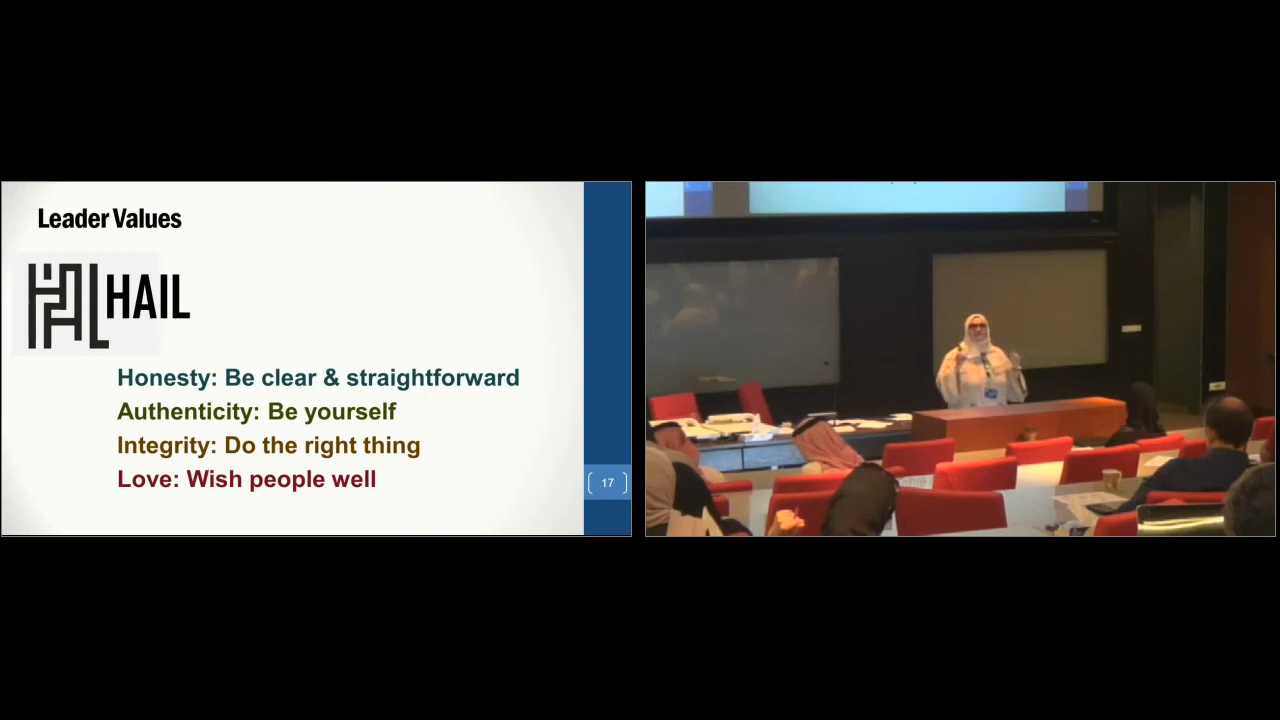 Leader Values
HAIL
Honesty: Be clear & straightforward
Authenticity: Be yourself
Integrity: Do the right thing
Love: Wish people well
17